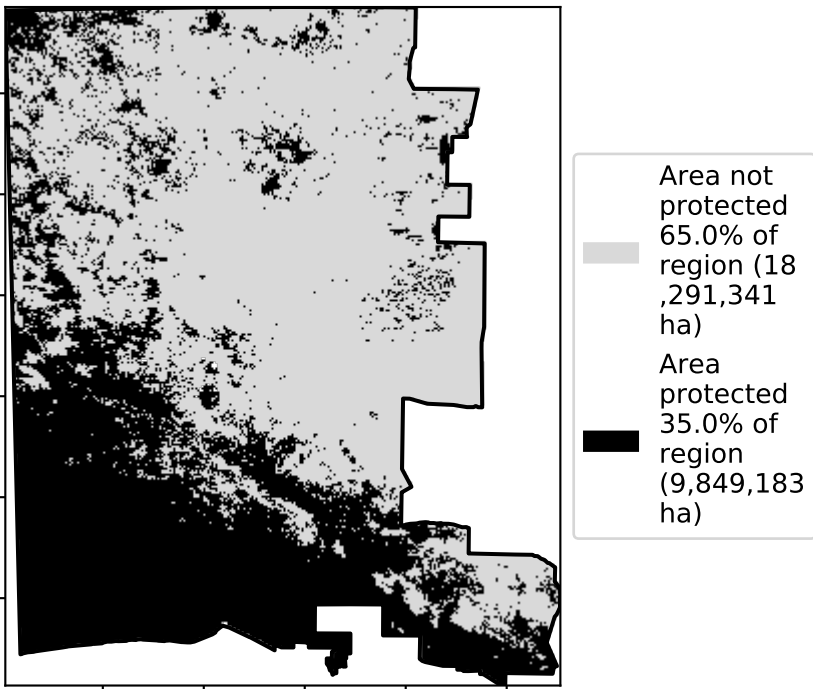 Area not
protected
65.0% of
region (18
,291,341
ha)
Area
protected
35.0% of
region
(9,849,183
ha)